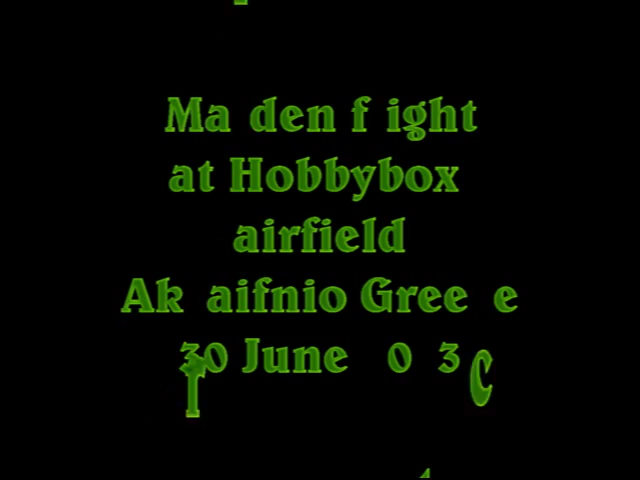 Ma den f ight
at Hobbybox
airfield
Ak aifnio Gree e
30 June 0 3